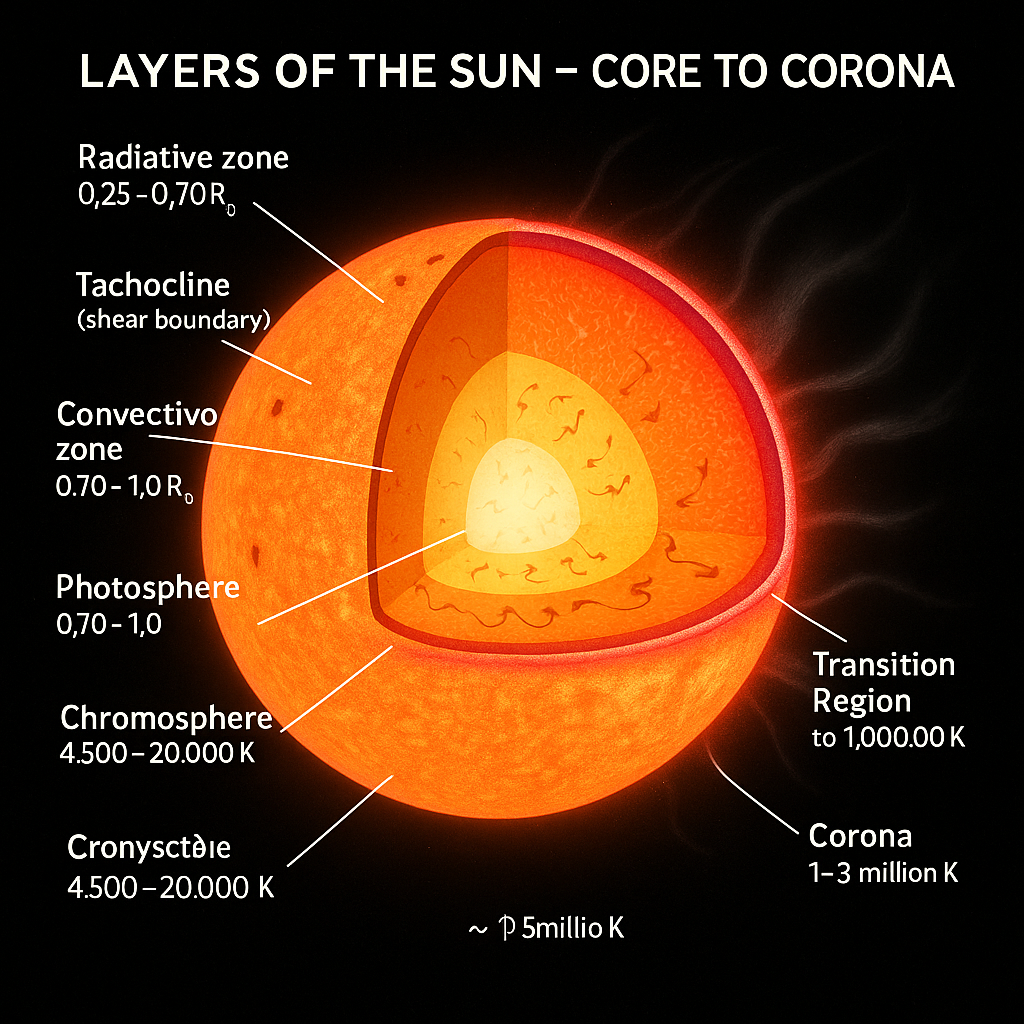 LAYERS OF THE SUN – CORE TO CORONA
Radiative zone
0,25–0,70 R
Tachocline
(shear boundary)
Convectivo
zone
0.70–1,0 R
Photosphere
0,70–1,0
Chromosphere
4.500–20.000 K
4.500–20.000 K
Transition
Region
to 1,000.00 K
Corona
1–3 million K
~ 5millio K